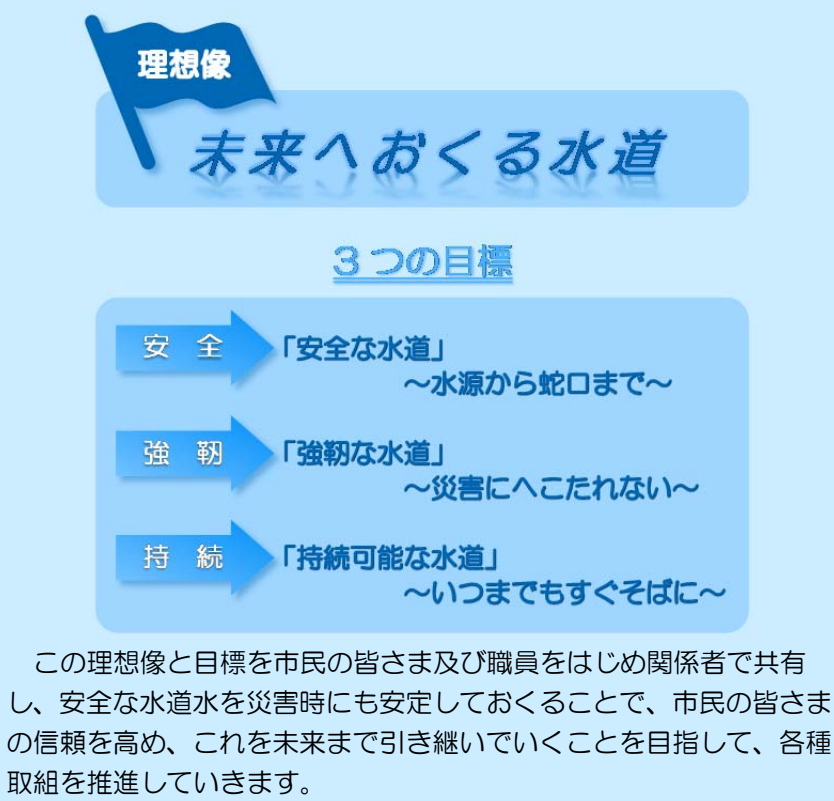 理想像
未来へおくる水道
3つの目標
安 全
「安全な水道」
～水源から蛇口まで～
強 靭
「強靭な水道」
～災害にへこたれない～
持 続
「持続可能な水道」
～いつまでもすぐそばに～
この理想像と目標を市民の皆さま及び職員をはじめ関係者で共有
し、安全な水道水を災害時にも安定しておくることで、市民の皆さま
の信頼を高め、これを未来まで引き継いでいくことを目指して、各種
取組を推進していきます。